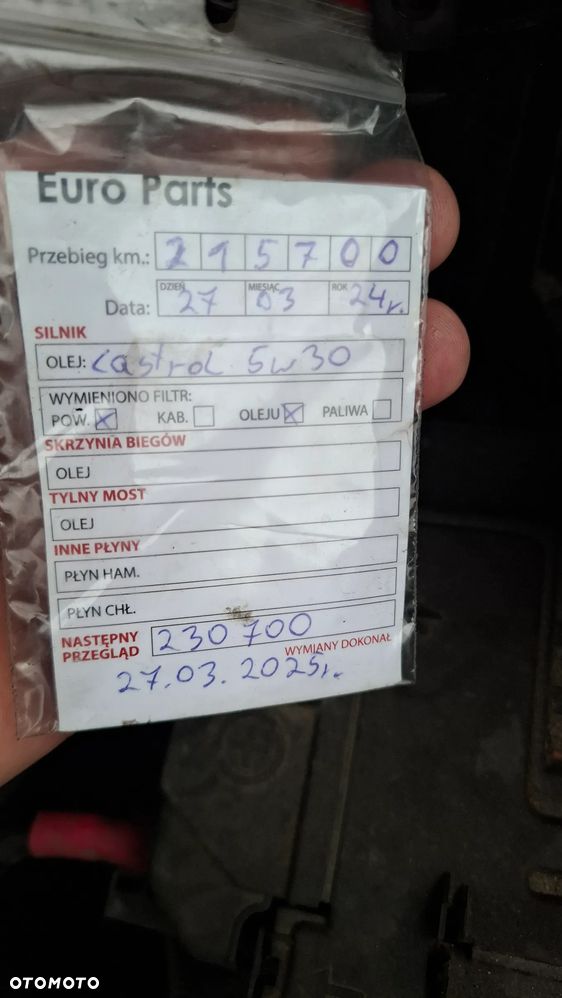 Euro Parts
Przebieg km.: 215700
DZIEŃ MIESIĄC ROK
Data: 27 03 24r.
SILNIK
OLEJ: Castrol 5w30
WYMIENIONO FILTR:
POW. KAB. OLEJU PALIWA
SKRZYNIA BIEGÓW
OLEJ
TYLNY MOST
OLEJ
INNE PŁYNY
PŁYN HAM.
PŁYN CHŁ.
NASTĘPNY PRZEGLĄD 230 700
WYMIANY DOKONAŁ
27.03.2025r.
OTOMOTO